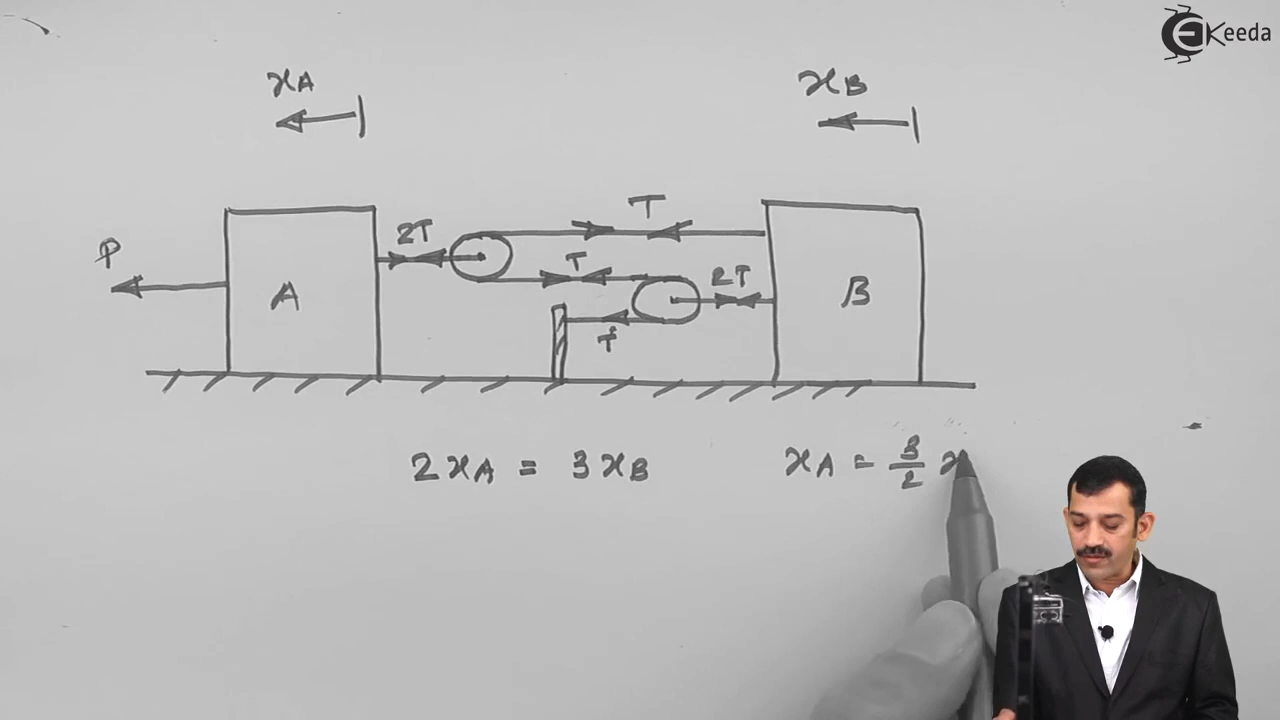 EKeeda
xA
xB
T
2T
P
T
2T
A
B
T
2xA = 3xB
xA = 3/2 x